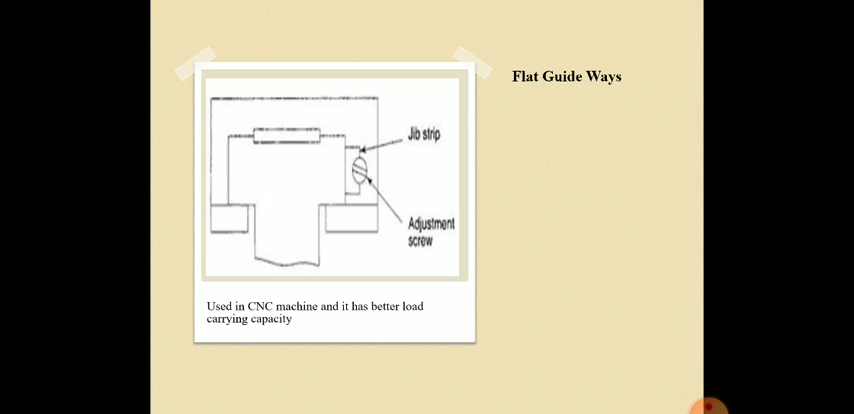 Flat Guide Ways
Jib strip
Adjustment
screw
Used in CNC machine and it has better load
carrying capacity